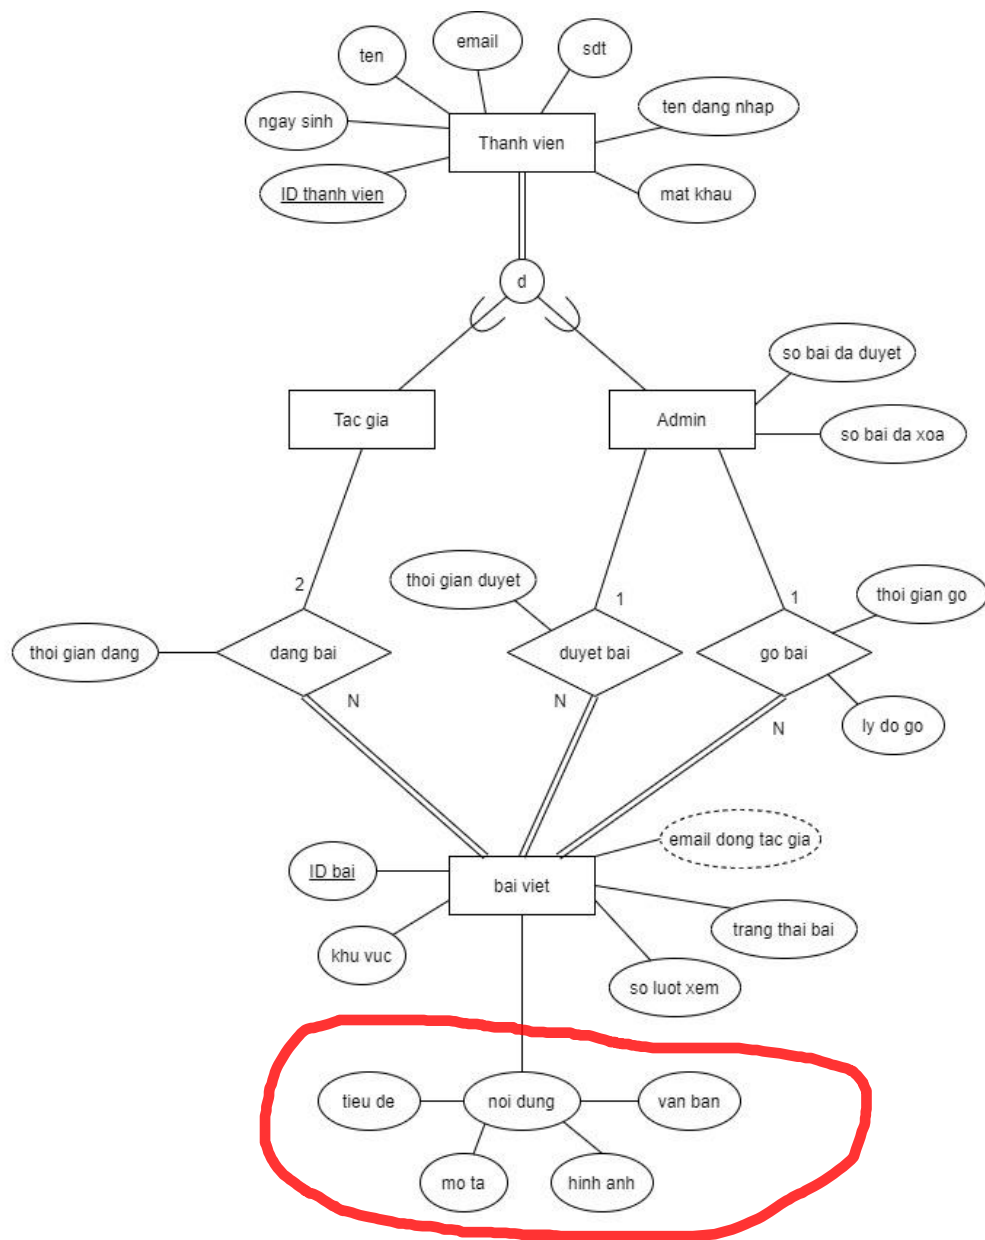 email
ten
sdt
ten dang nhap
ngay sinh
Thanh vien
ID thanh vien
mat khau
d
so bai da duyet
Tac gia
Admin
so bai da xoa
thoi gian duyet
thoi gian go
2
1
1
thoi gian dang
dang bai
duyet bai
go bai
N
N
N
ly do go
email dong tac gia
ID bai
bai viet
trang thai bai
khu vuc
so luot xem
tieu de
noi dung
van ban
mo ta
hinh anh